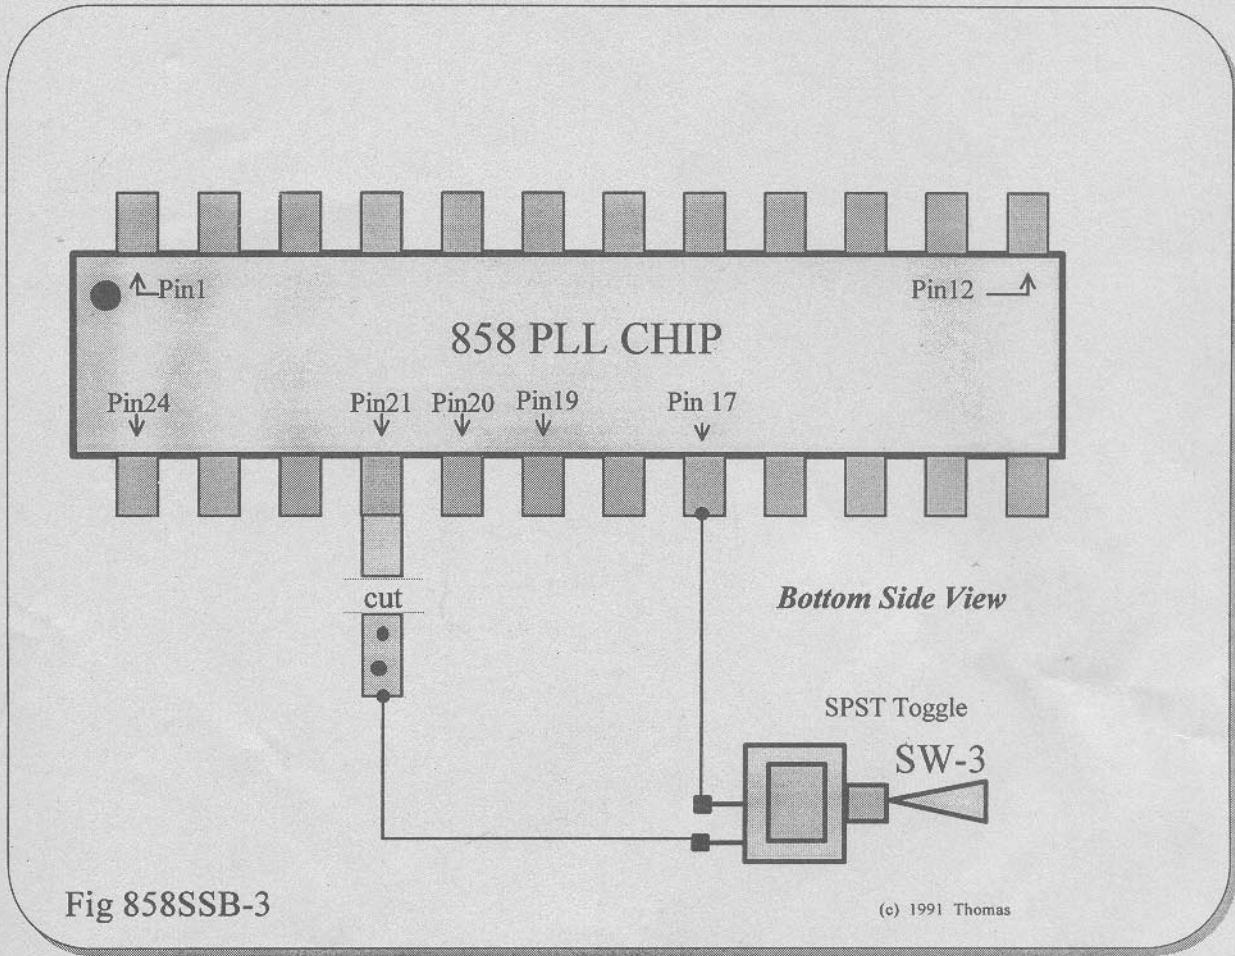 Pin1
Pin12
858 PLL CHIP
Pin24
Pin21
Pin20
Pin19
Pin 17
cut
Bottom Side View
SPST Toggle
SW-3
Fig 858SSB-3
(c) 1991 Thomas